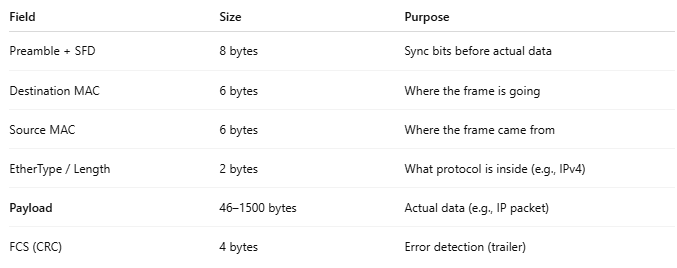 Field Size Purpose
Preamble + SFD 8 bytes Sync bits before actual data
Destination MAC 6 bytes Where the frame is going
Source MAC 6 bytes Where the frame came from
EtherType / Length 2 bytes What protocol is inside (e.g., IPv4)
Payload 46–1500 bytes Actual data (e.g., IP packet)
FCS (CRC) 4 bytes Error detection (trailer)